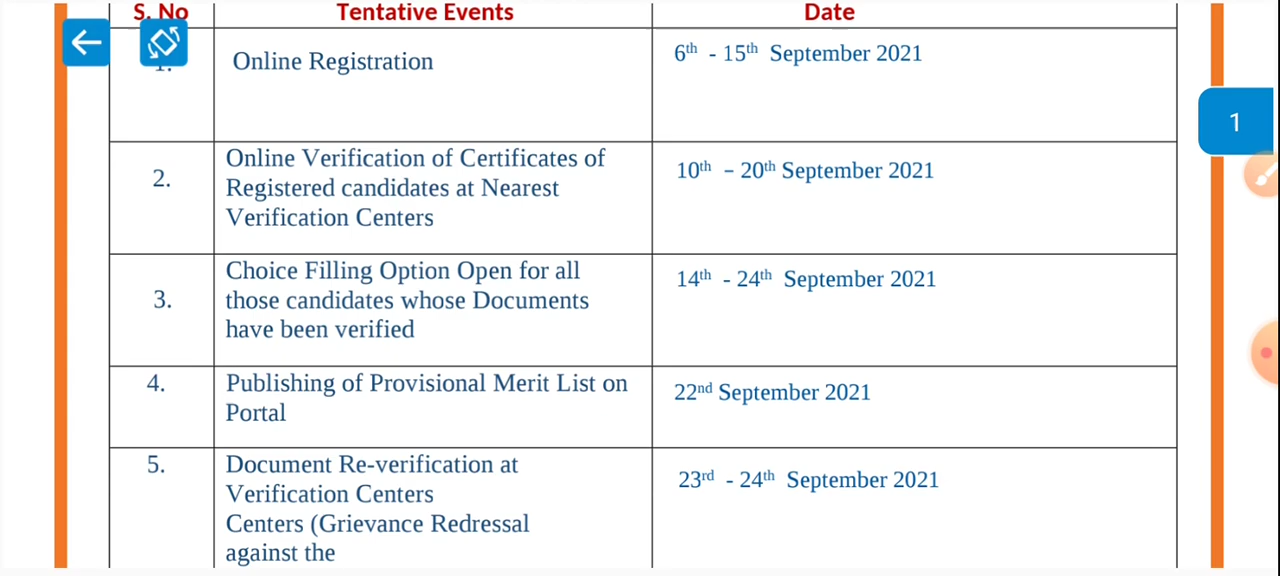 S. No Tentative Events Date
1. Online Registration 6th - 15th September 2021
1
Online Verification of Certificates of
2. Registered candidates at Nearest 10th – 20th September 2021
Verification Centers
Choice Filling Option Open for all
3. those candidates whose Documents 14th - 24th September 2021
have been verified
4. Publishing of Provisional Merit List on 22nd September 2021
Portal
5. Document Re-verification at 23rd - 24th September 2021
Verification Centers
Centers (Grievance Redressal
against the